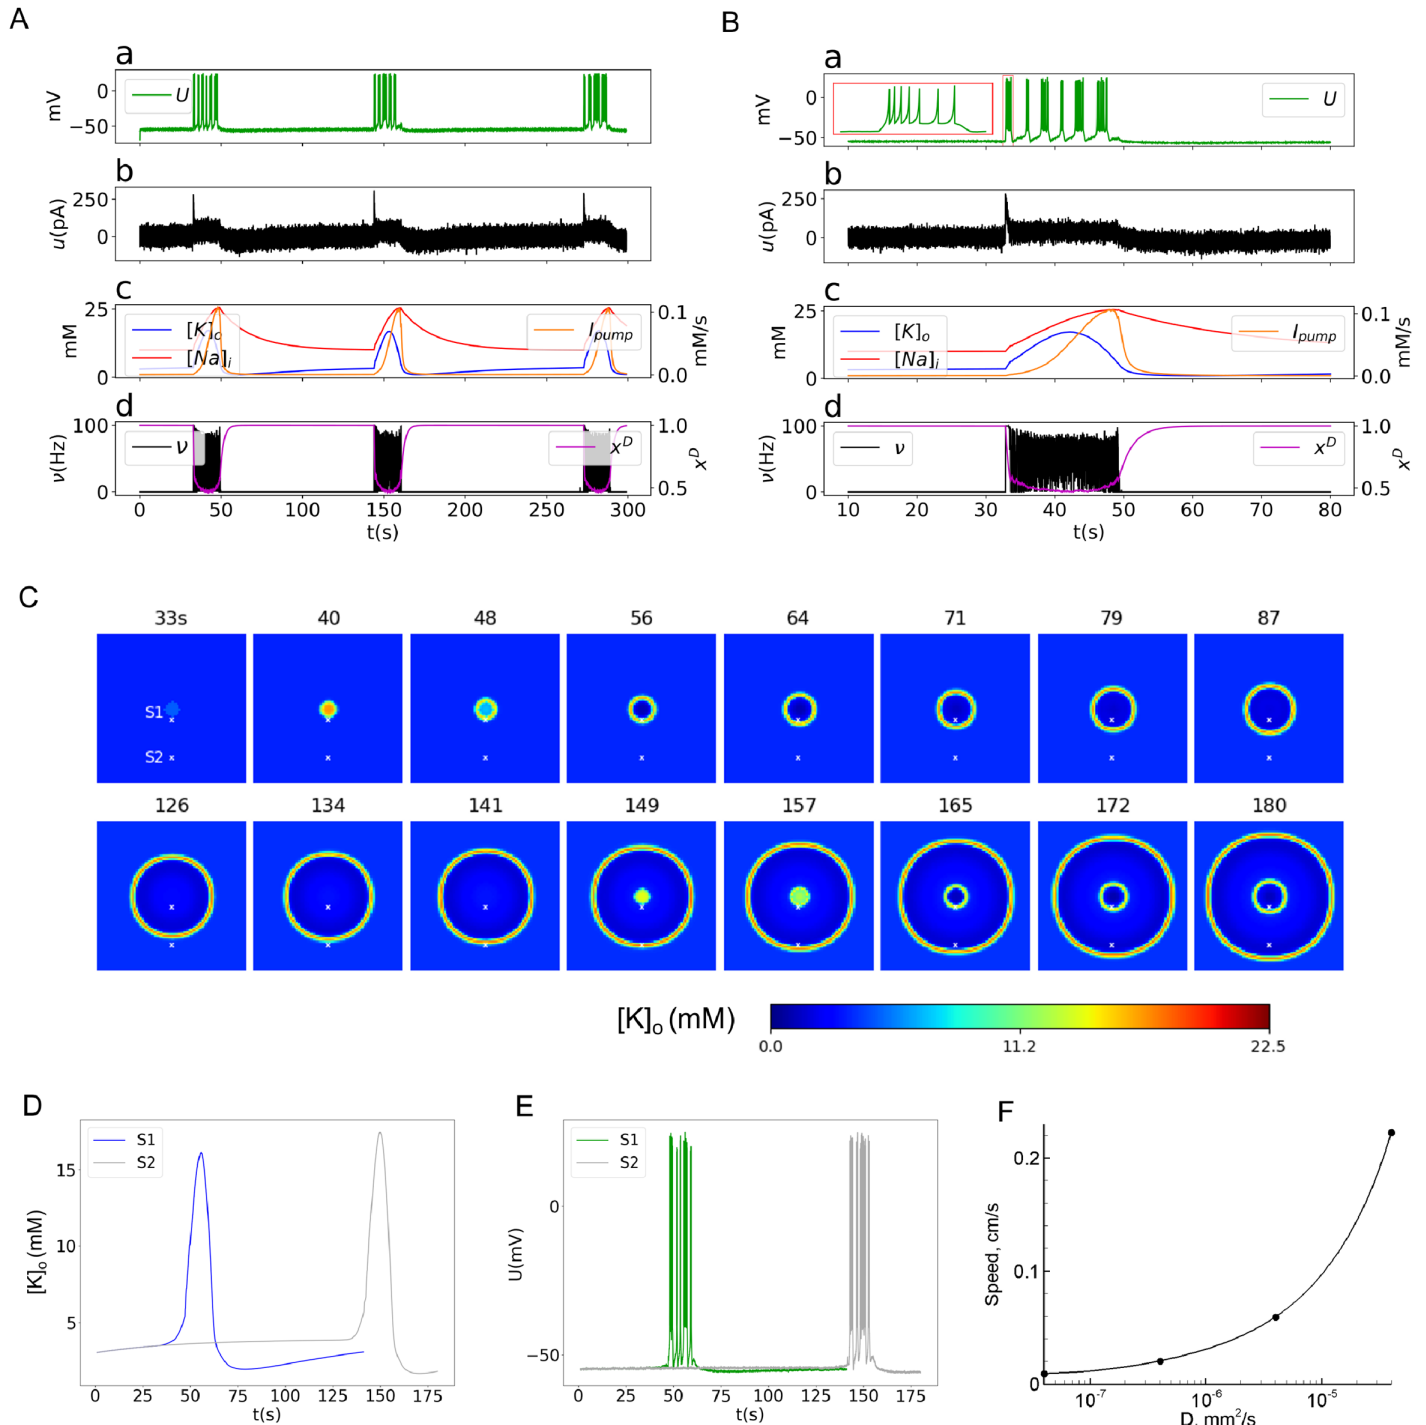 A
a
mV
0
−50
U
b
u(pA)
250
0
c
mM
25
0
[K]o
[Na]i
Ipump
0.1
0.0
mM/s
d
ν(Hz)
100
0
ν
xD
1.0
0.5
xD
0 50 100 150 200 250 300
t(s)
B
a
mV
0
−50
U
b
u(pA)
250
0
c
mM
25
0
[K]o
[Na]i
Ipump
0.1
0.0
mM/s
d
ν(Hz)
100
0
ν
xD
1.0
0.5
xD
10 20 30 40 50 60 70 80
t(s)
C
33s 40 48 56 64 71 79 87
S1 x
S2 x
126 134 141 149 157 165 172 180
[K]o (mM)
0.0 11.2 22.5
D
S1
S2
[K]o (mM)
15
10
5
0 25 50 75 100 125 150 175
t(s)
E
S1
S2
U(mV)
0
−50
0 25 50 75 100 125 150 175
t(s)
F
Speed, cm/s
0.2
0.1
0
10-7 10-6 10-5
D, mm2/s